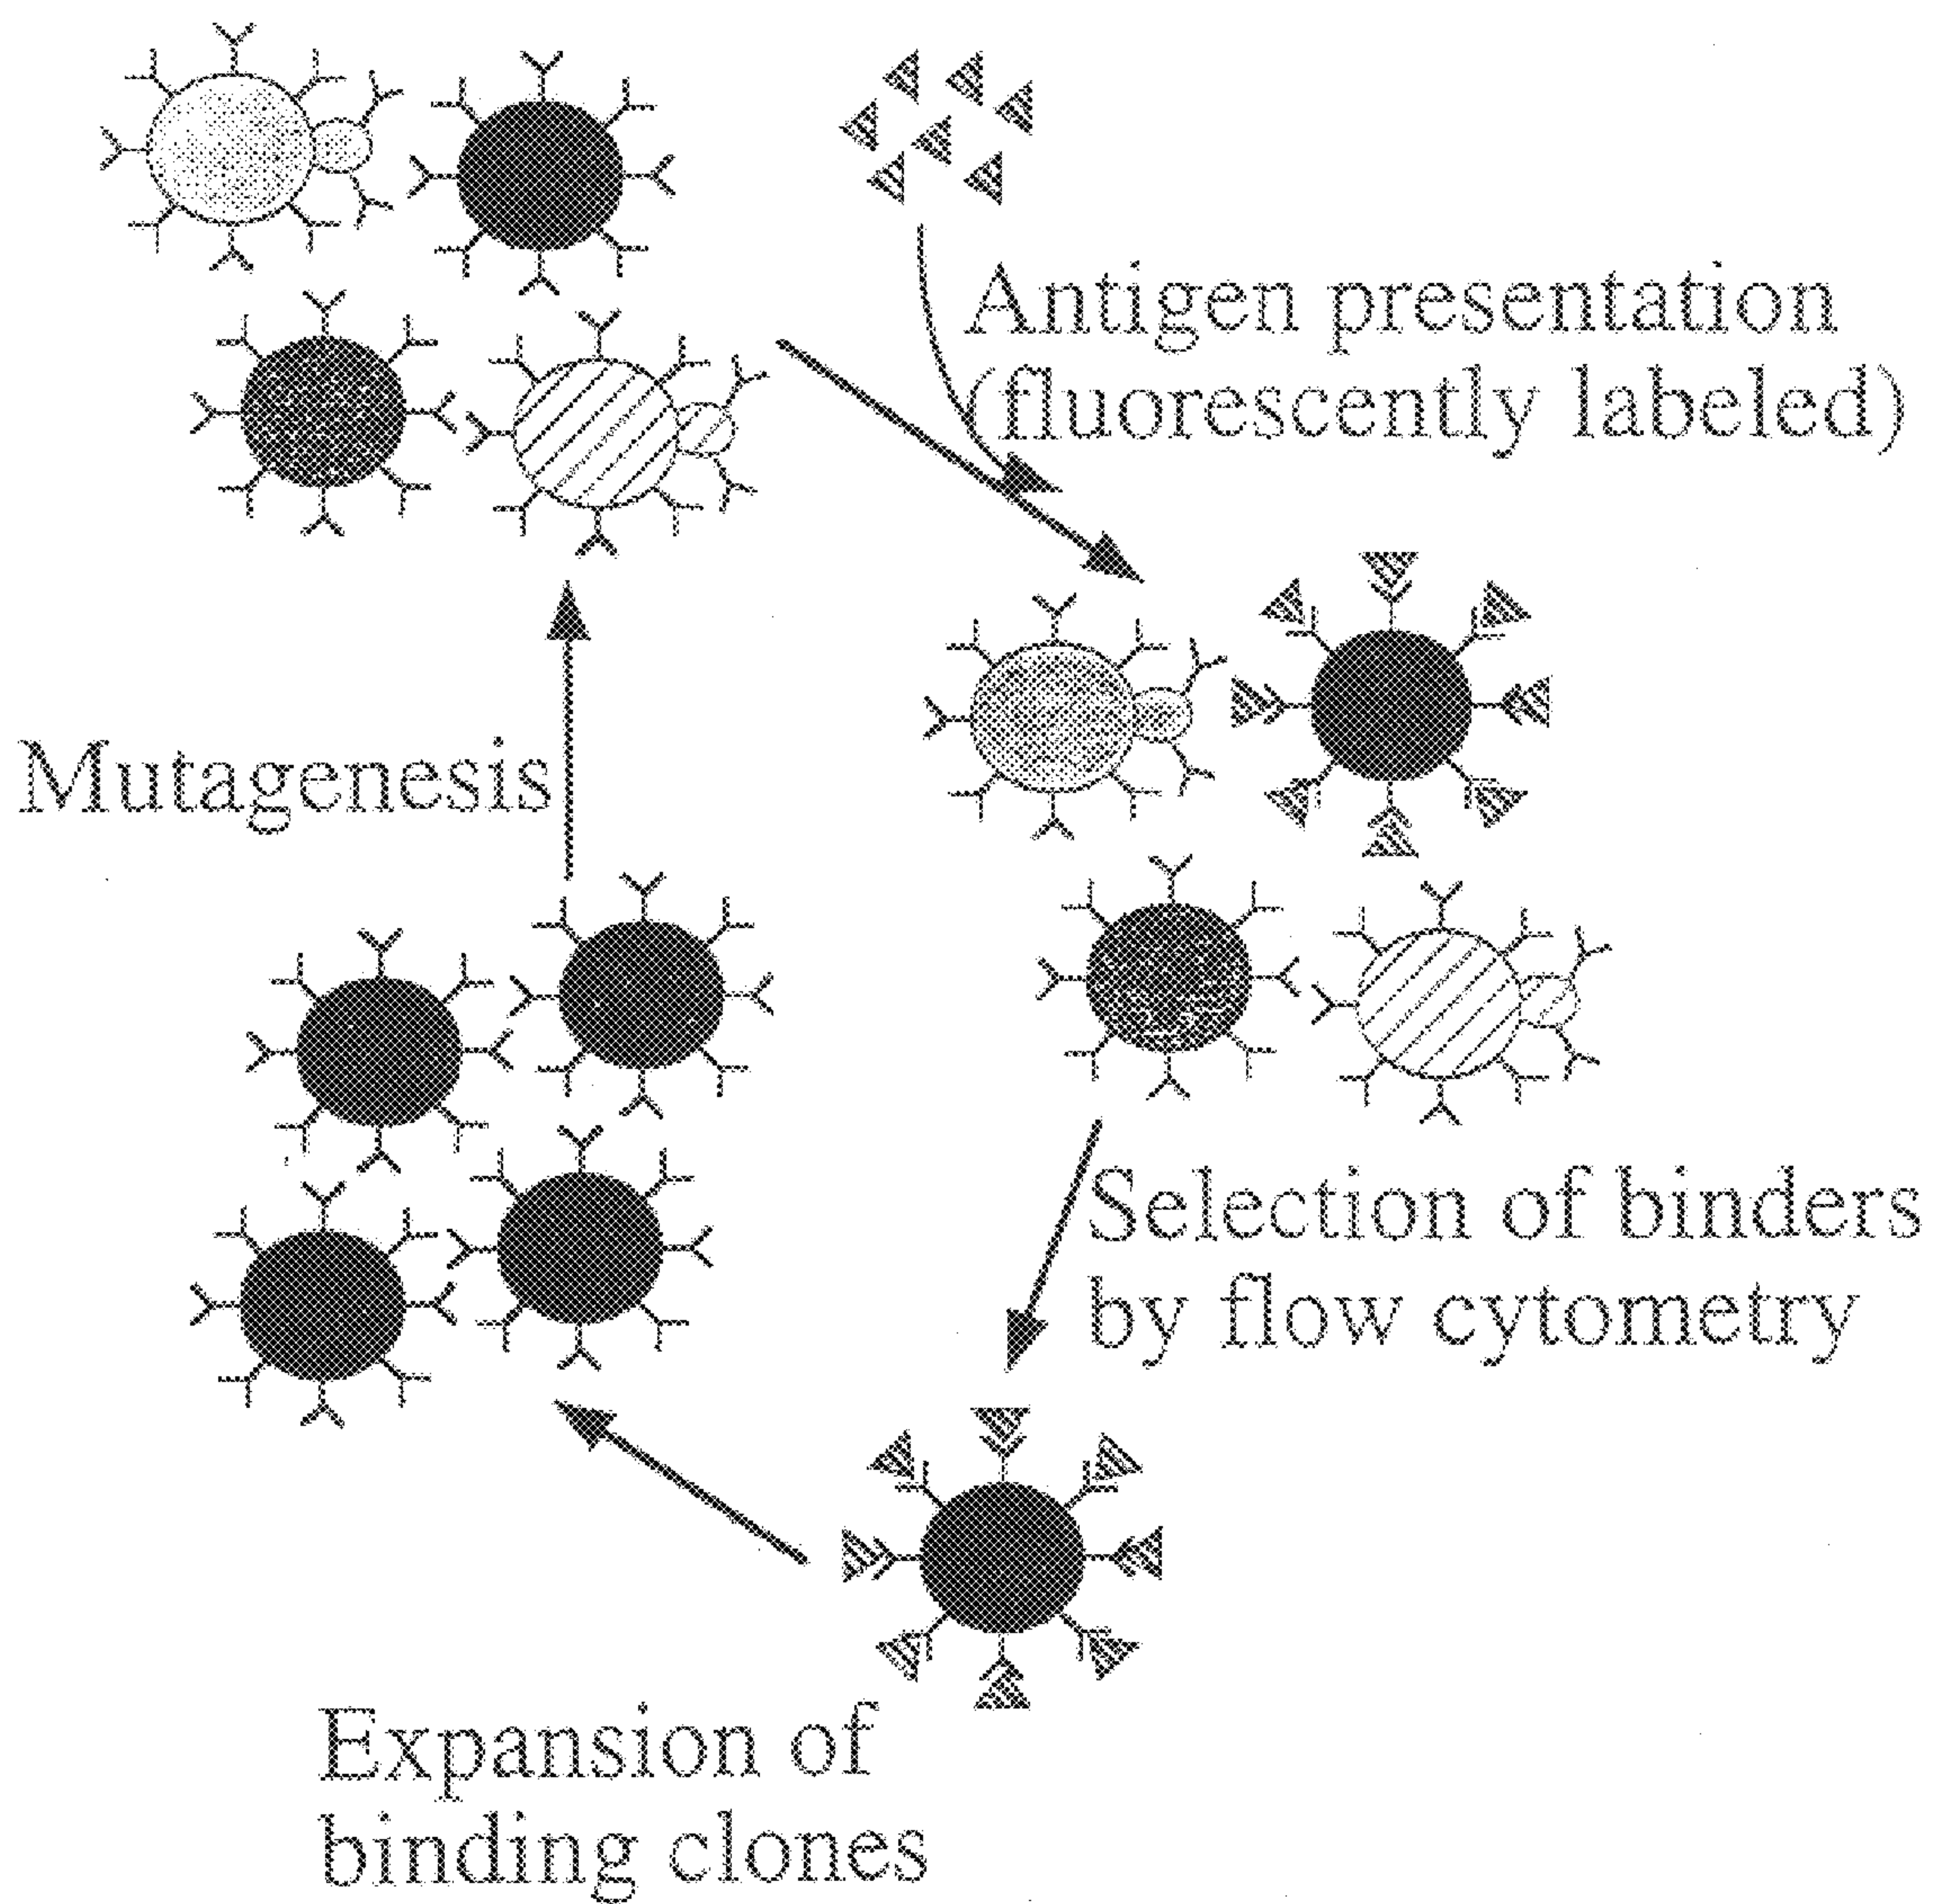 Antigen presentation
(fluorescently labeled)
Mutagenesis
Selection of binders
by flow cytometry
Expansion of
binding clones